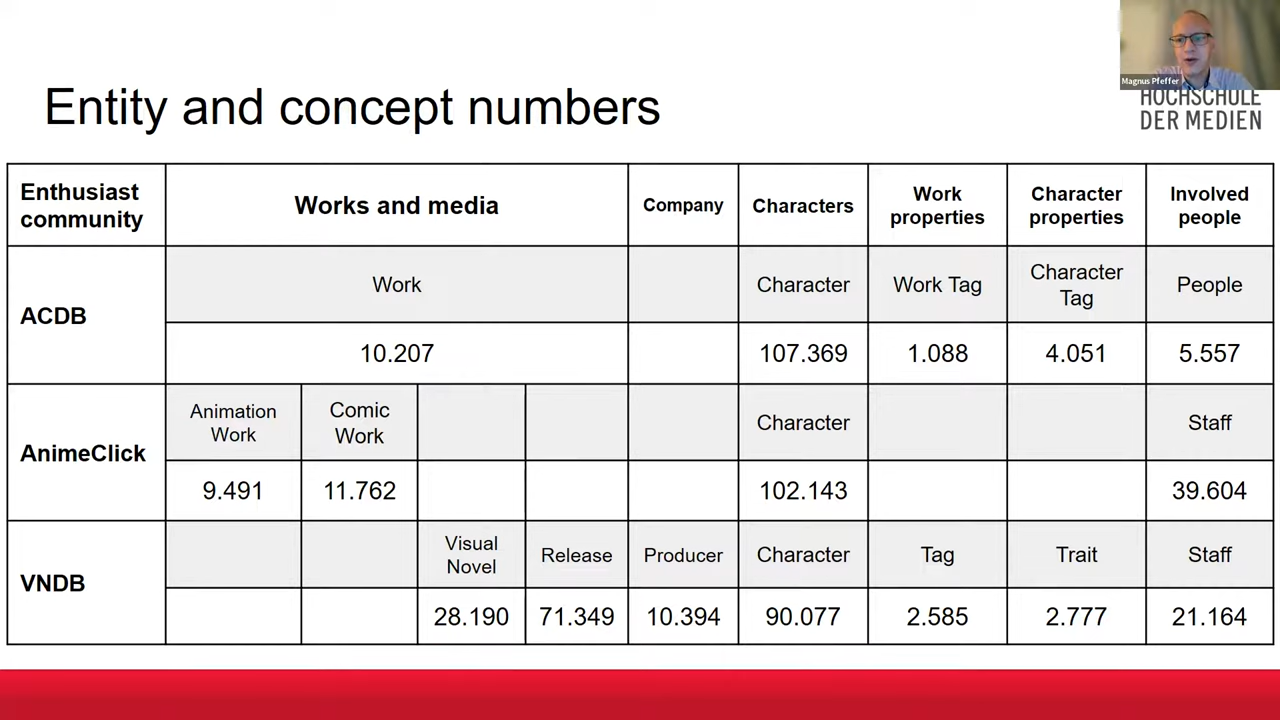 Magnus Pfeffer
HOCHSCHULE
DER MEDIEN
Entity and concept numbers
Enthusiast
community
Works and media
Company
Characters
Work
properties
Character
properties
Involved
people
ACDB
Work
Character
Work Tag
Character
Tag
People
10.207
107.369
1.088
4.051
5.557
AnimeClick
Animation
Work
Comic
Work
Character
Staff
9.491
11.762
102.143
39.604
VNDB
Visual
Novel
Release
Producer
Character
Tag
Trait
Staff
28.190
71.349
10.394
90.077
2.585
2.777
21.164